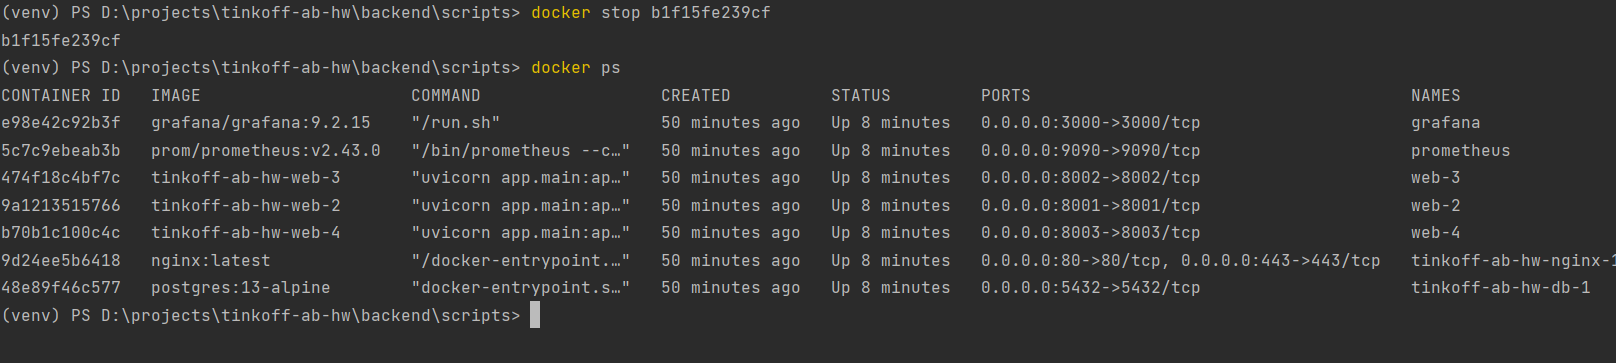 (venv) PS D:\projects\tinkoff-ab-hw\backend\scripts> docker stop b1f15fe239cf
b1f15fe239cf
(venv) PS D:\projects\tinkoff-ab-hw\backend\scripts> docker ps
CONTAINER ID   IMAGE                     COMMAND                  CREATED          STATUS         PORTS                                      NAMES
e98e42c92b3f   grafana/grafana:9.2.15    "/run.sh"                50 minutes ago   Up 8 minutes   0.0.0.0:3000->3000/tcp                     grafana
5c7c9ebeab3b   prom/prometheus:v2.43.0   "/bin/prometheus --c…"   50 minutes ago   Up 8 minutes   0.0.0.0:9090->9090/tcp                     prometheus
474f18c4bf7c   tinkoff-ab-hw-web-3       "uvicorn app.main:ap…"   50 minutes ago   Up 8 minutes   0.0.0.0:8002->8002/tcp                     web-3
9a1213515766   tinkoff-ab-hw-web-2       "uvicorn app.main:ap…"   50 minutes ago   Up 8 minutes   0.0.0.0:8001->8001/tcp                     web-2
b70b1c100c4c   tinkoff-ab-hw-web-4       "uvicorn app.main:ap…"   50 minutes ago   Up 8 minutes   0.0.0.0:8003->8003/tcp                     web-4
9d24ee5b6418   nginx:latest              "/docker-entrypoint.…"   50 minutes ago   Up 8 minutes   0.0.0.0:80->80/tcp, 0.0.0.0:443->443/tcp   tinkoff-ab-hw-nginx-1
48e89f46c577   postgres:13-alpine        "docker-entrypoint.s…"   50 minutes ago   Up 8 minutes   0.0.0.0:5432->5432/tcp                     tinkoff-ab-hw-db-1
(venv) PS D:\projects\tinkoff-ab-hw\backend\scripts>